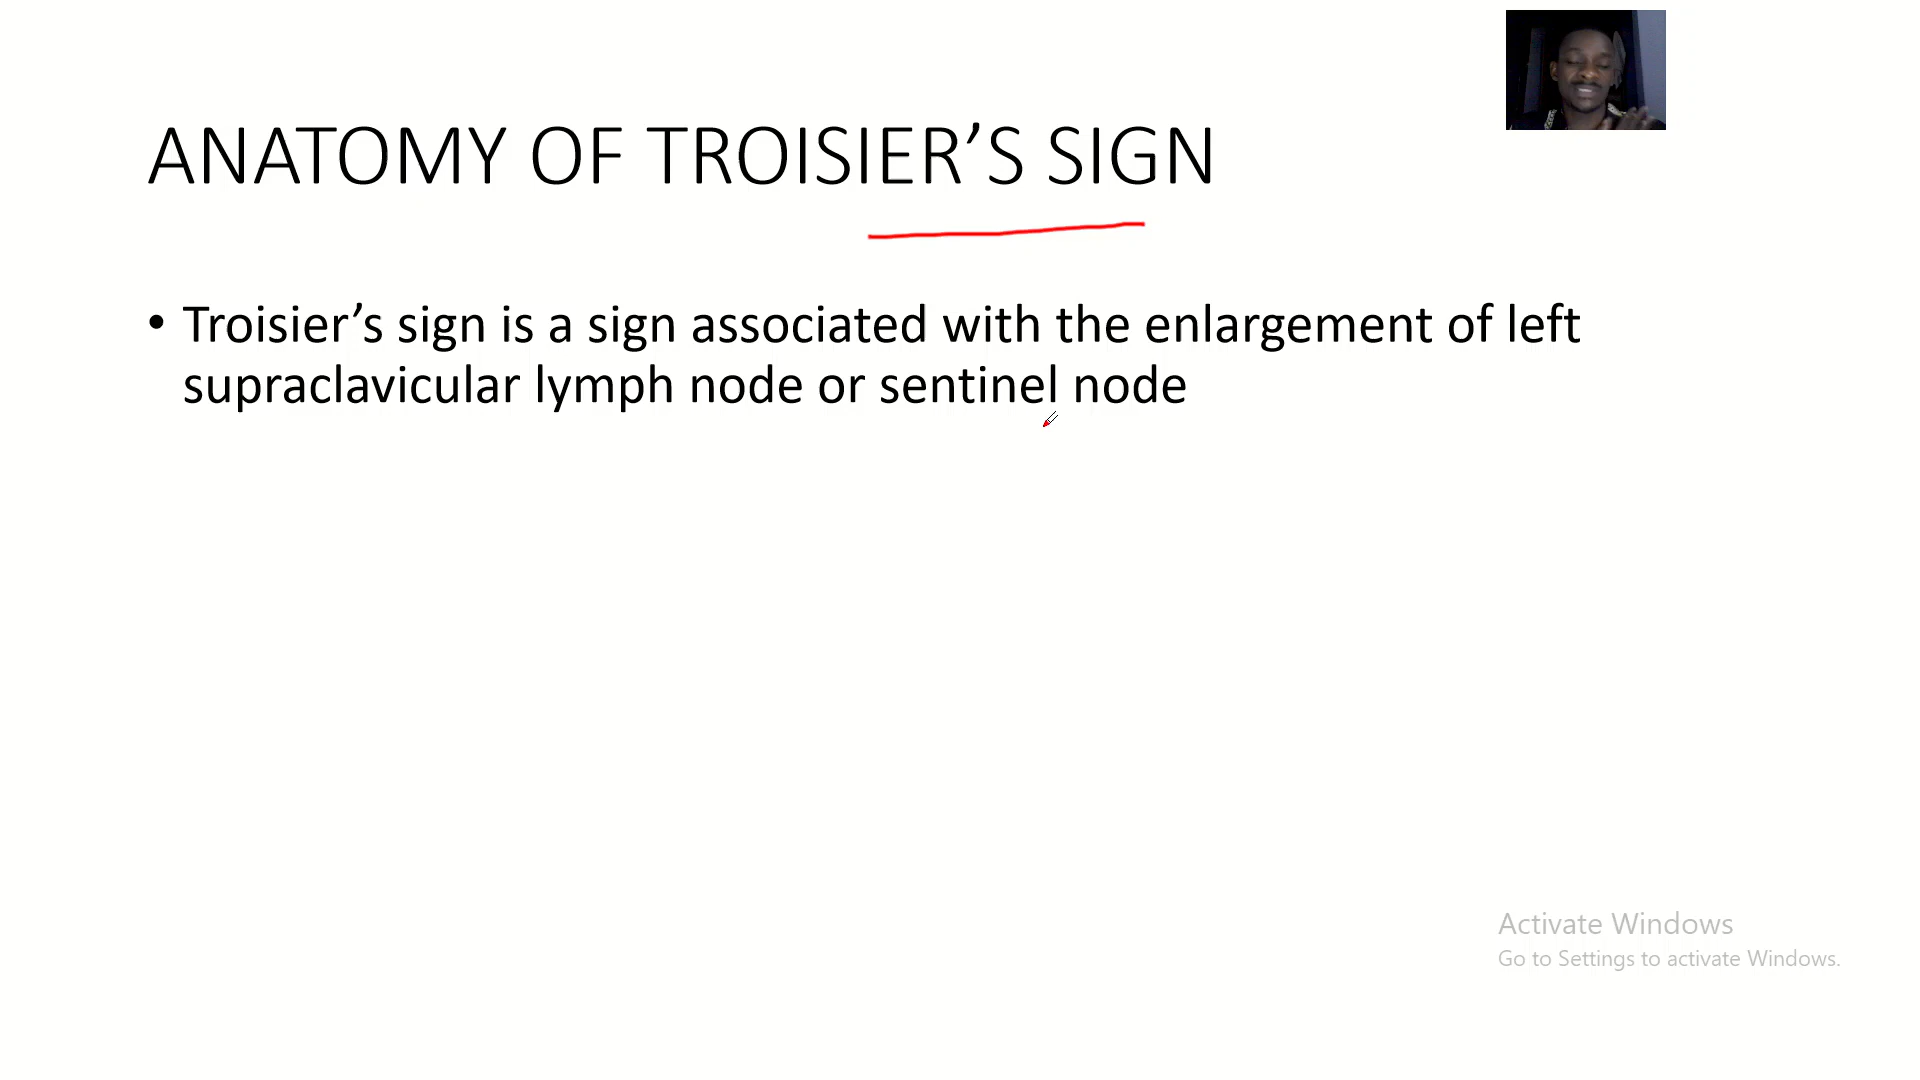 ANATOMY OF TROISIER’S SIGN
• Troisier’s sign is a sign associated with the enlargement of left
supraclavicular lymph node or sentinel node
Activate Windows
Go to Settings to activate Windows.